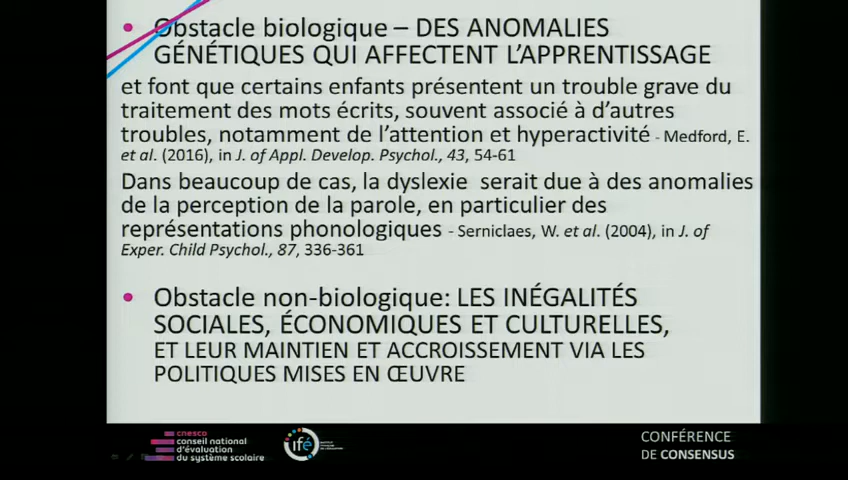 • Obstacle biologique – DES ANOMALIES
GÉNÉTIQUES QUI AFFECTENT L'APPRENTISSAGE
et font que certains enfants présentent un trouble grave du
traitement des mots écrits, souvent associé à d'autres
troubles, notamment de l'attention et hyperactivité - Medford, E.
et al. (2016), in J. of Appl. Develop. Psychol., 43, 54-61
Dans beaucoup de cas, la dyslexie serait due à des anomalies
de la perception de la parole, en particulier des
représentations phonologiques - Serniclaes, W. et al. (2004), in J. of
Exper. Child Psychol., 87, 336-361
• Obstacle non-biologique: LES INÉGALITÉS
SOCIALES, ÉCONOMIQUES ET CULTURELLES,
ET LEUR MAINTIEN ET ACCROISSEMENT VIA LES
POLITIQUES MISES EN ŒUVRE
cnesco
conseil national
d'évaluation
du système scolaire
ifé
CONFÉRENCE
DE CONSENSUS